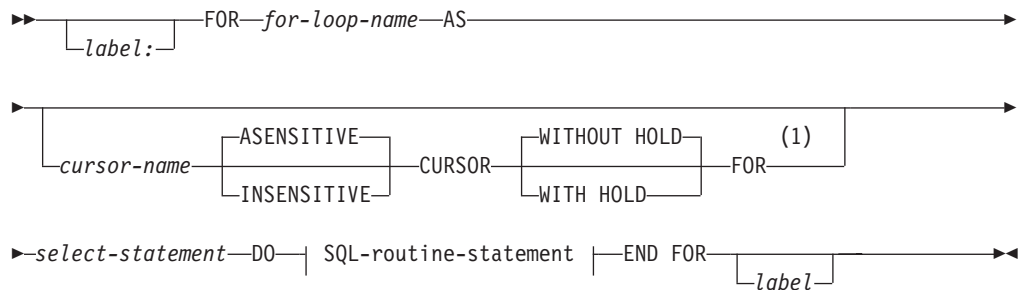 FOR for-loop-name AS
label:
ASENSITIVE WITHOUT HOLD (1)
cursor-name CURSOR FOR
INSENSITIVE WITH HOLD
select-statement DO SQL-routine-statement END FOR
label